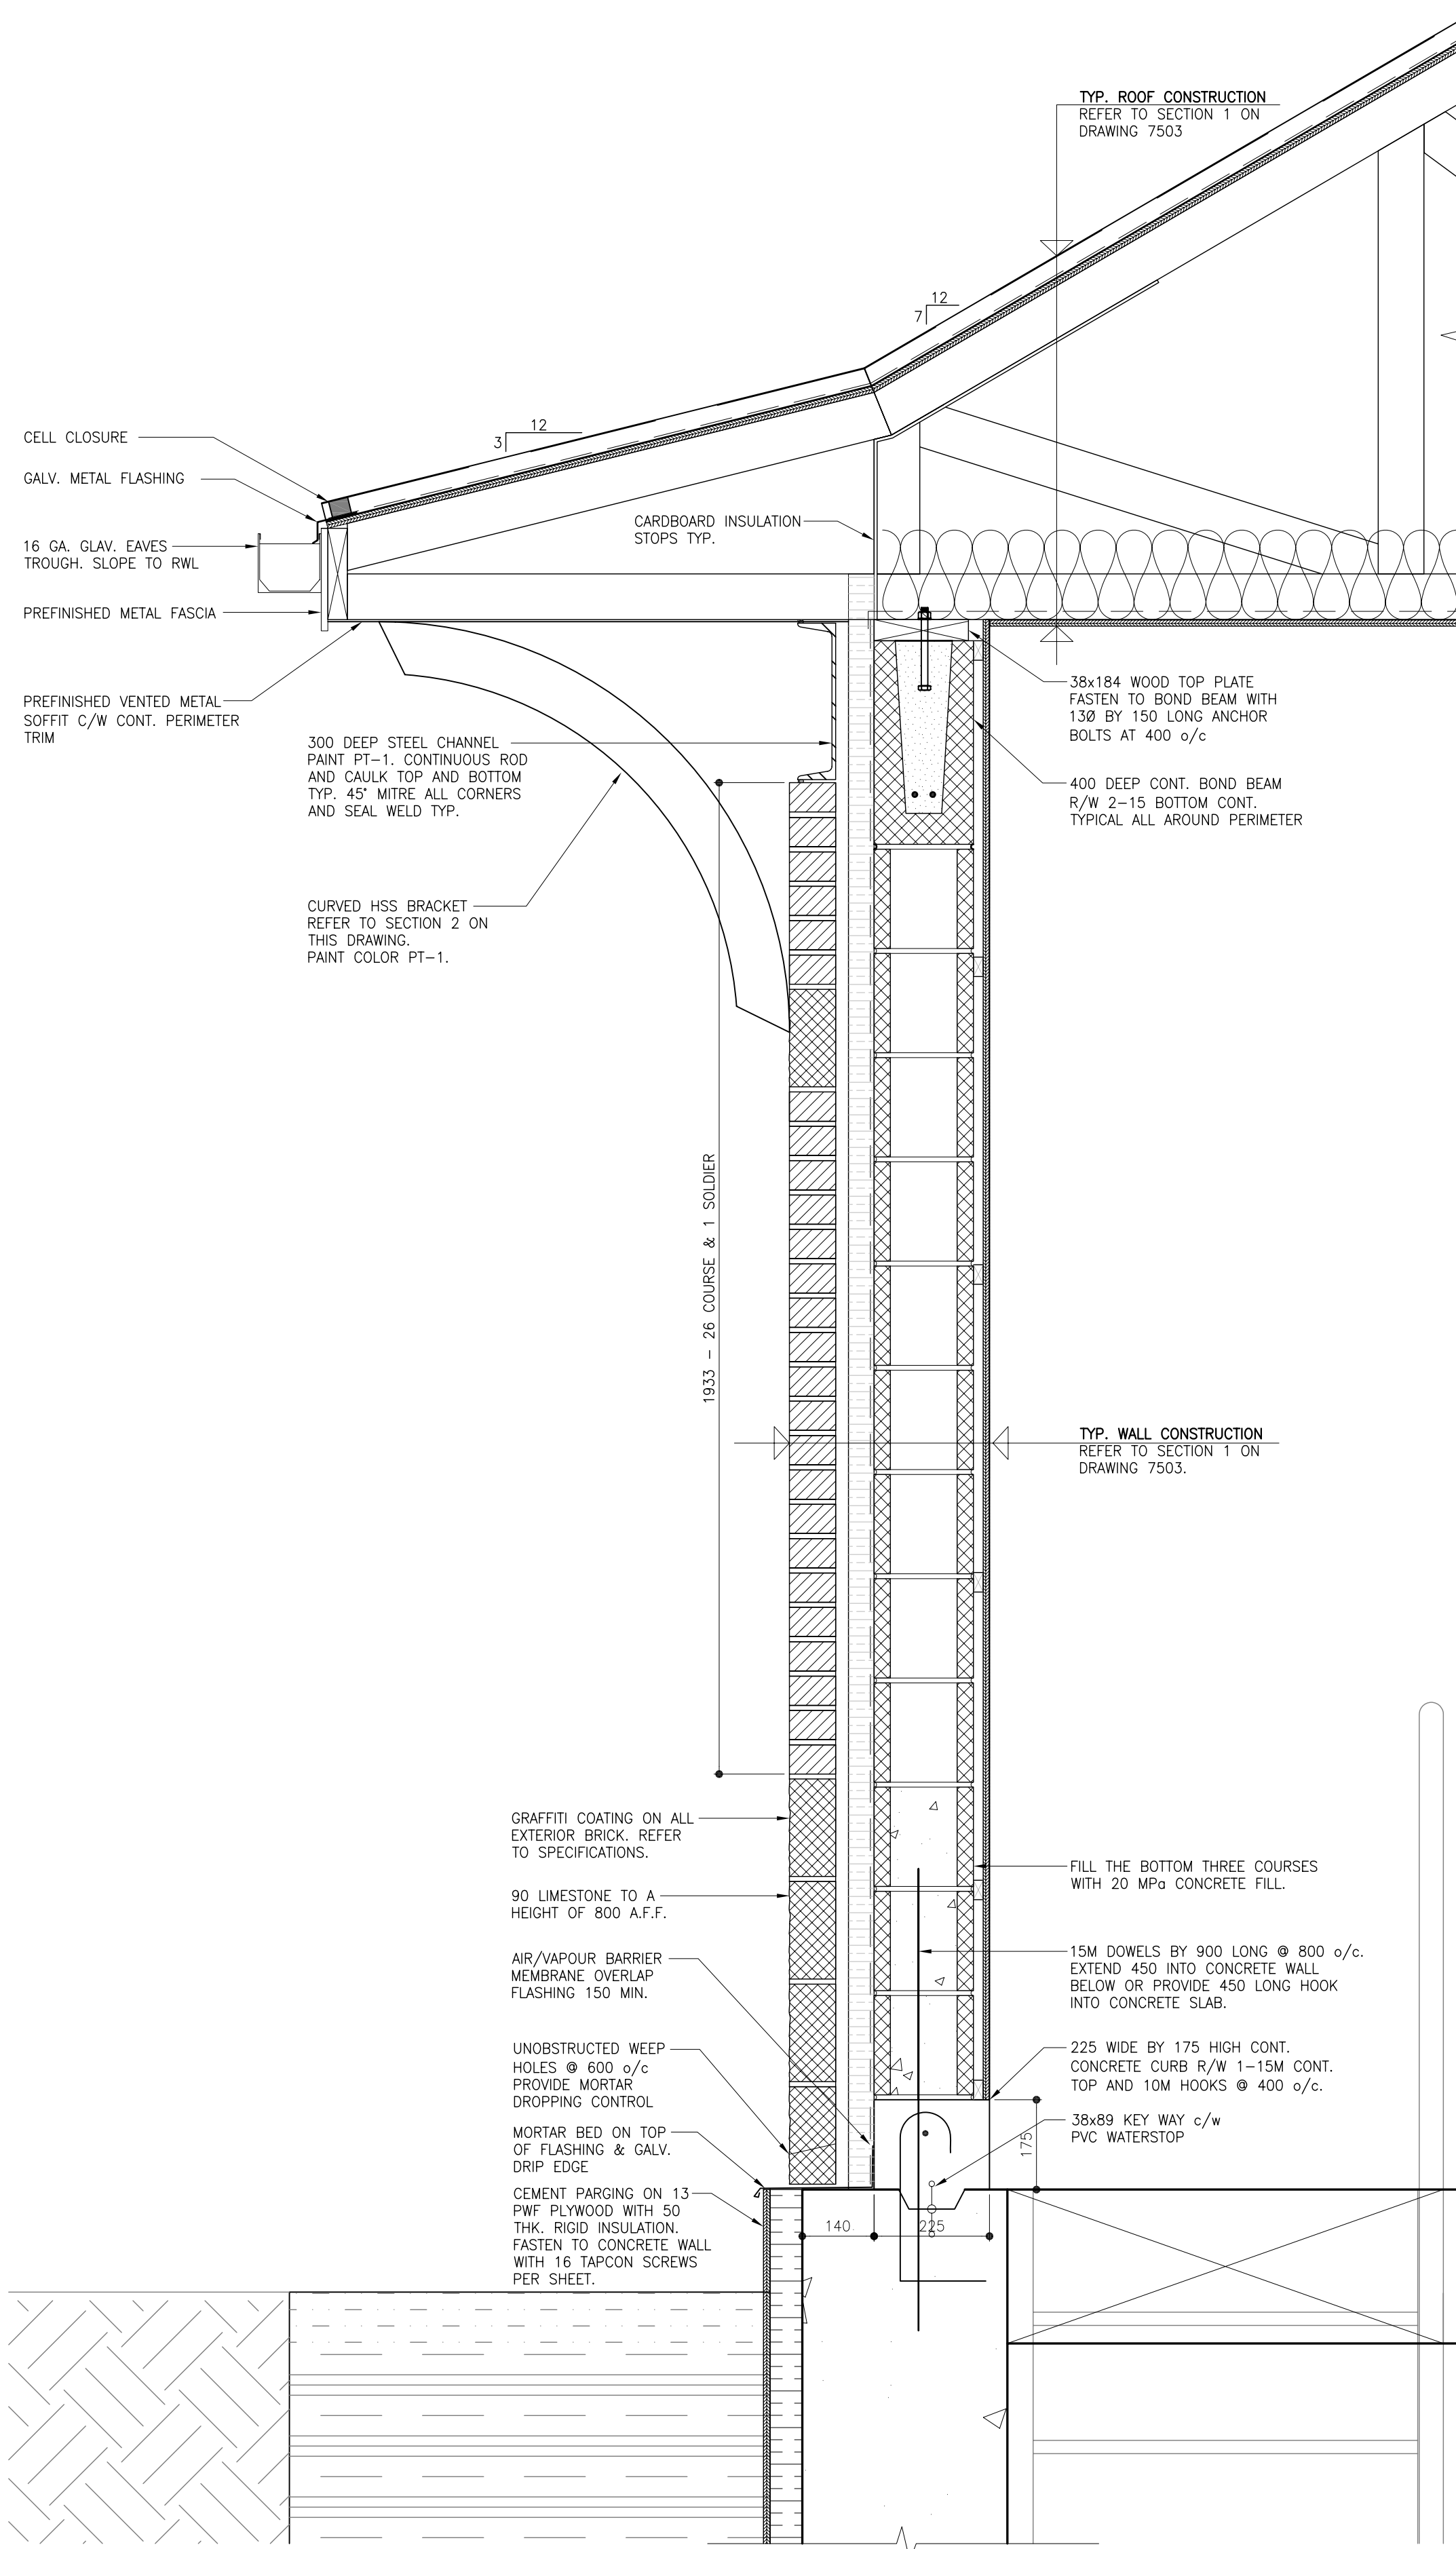 TYP. ROOF CONSTRUCTION
REFER TO SECTION 1 ON
DRAWING 7503
12
7
12
3
CELL CLOSURE
GALV. METAL FLASHING
16 GA. GLAV. EAVES
TROUGH. SLOPE TO RWL
PREFINISHED METAL FASCIA
PREFINISHED VENTED METAL
SOFFIT C/W CONT. PERIMETER
TRIM
CARDBOARD INSULATION
STOPS TYP.
300 DEEP STEEL CHANNEL
PAINT PT-1. CONTINUOUS ROD
AND CAULK TOP AND BOTTOM
TYP. 45° MITRE ALL CORNERS
AND SEAL WELD TYP.
38x184 WOOD TOP PLATE
FASTEN TO BOND BEAM WITH
13Ø BY 150 LONG ANCHOR
BOLTS AT 400 o/c
400 DEEP CONT. BOND BEAM
R/W 2-15 BOTTOM CONT.
TYPICAL ALL AROUND PERIMETER
CURVED HSS BRACKET
REFER TO SECTION 2 ON
THIS DRAWING.
PAINT COLOR PT-1.
1933 - 26 COURSE & 1 SOLDIER
TYP. WALL CONSTRUCTION
REFER TO SECTION 1 ON
DRAWING 7503.
GRAFFITI COATING ON ALL
EXTERIOR BRICK. REFER
TO SPECIFICATIONS.
90 LIMESTONE TO A
HEIGHT OF 800 A.F.F.
AIR/VAPOUR BARRIER
MEMBRANE OVERLAP
FLASHING 150 MIN.
UNOBSTRUCTED WEEP
HOLES @ 600 o/c
PROVIDE MORTAR
DROPPING CONTROL
MORTAR BED ON TOP
OF FLASHING & GALV.
DRIP EDGE
CEMENT PARGING ON 13
PWF PLYWOOD WITH 50
THK. RIGID INSULATION.
FASTEN TO CONCRETE WALL
WITH 16 TAPCON SCREWS
PER SHEET.
FILL THE BOTTOM THREE COURSES
WITH 20 MPa CONCRETE FILL.
15M DOWELS BY 900 LONG @ 800 o/c.
EXTEND 450 INTO CONCRETE WALL
BELOW OR PROVIDE 450 LONG HOOK
INTO CONCRETE SLAB.
225 WIDE BY 175 HIGH CONT.
CONCRETE CURB R/W 1-15M CONT.
TOP AND 10M HOOKS @ 400 o/c.
38x89 KEY WAY c/w
PVC WATERSTOP
175
140
225